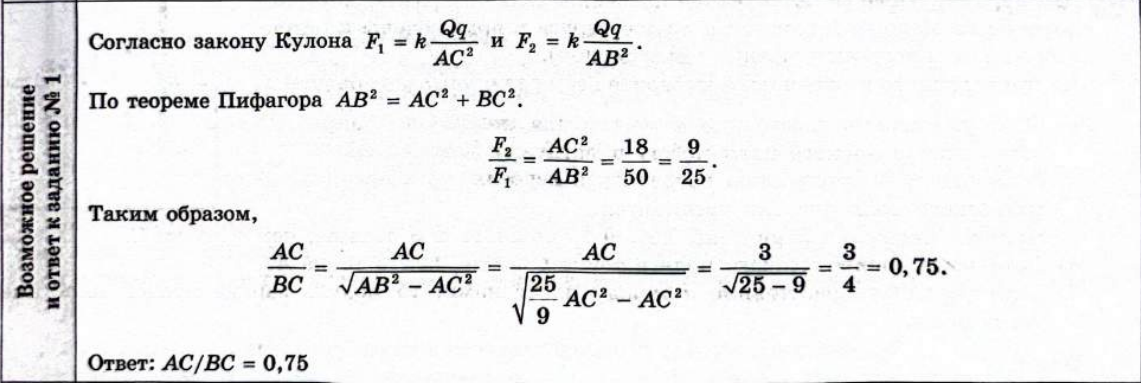 Возможное решение
и ответ к заданию № 1
Согласно закону Кулона F₁ = k Qq/AC² и F₂ = k Qq/AB².
По теореме Пифагора AB² = AC² + BC².
F₂/F₁ = AC²/AB² = 18/50 = 9/25.
Таким образом,
AC/BC = AC/√(AB² − AC²) = AC/√(25/9 AC² − AC²) = 3/√(25 − 9) = 3/4 = 0,75.
Ответ: AC/BC = 0,75